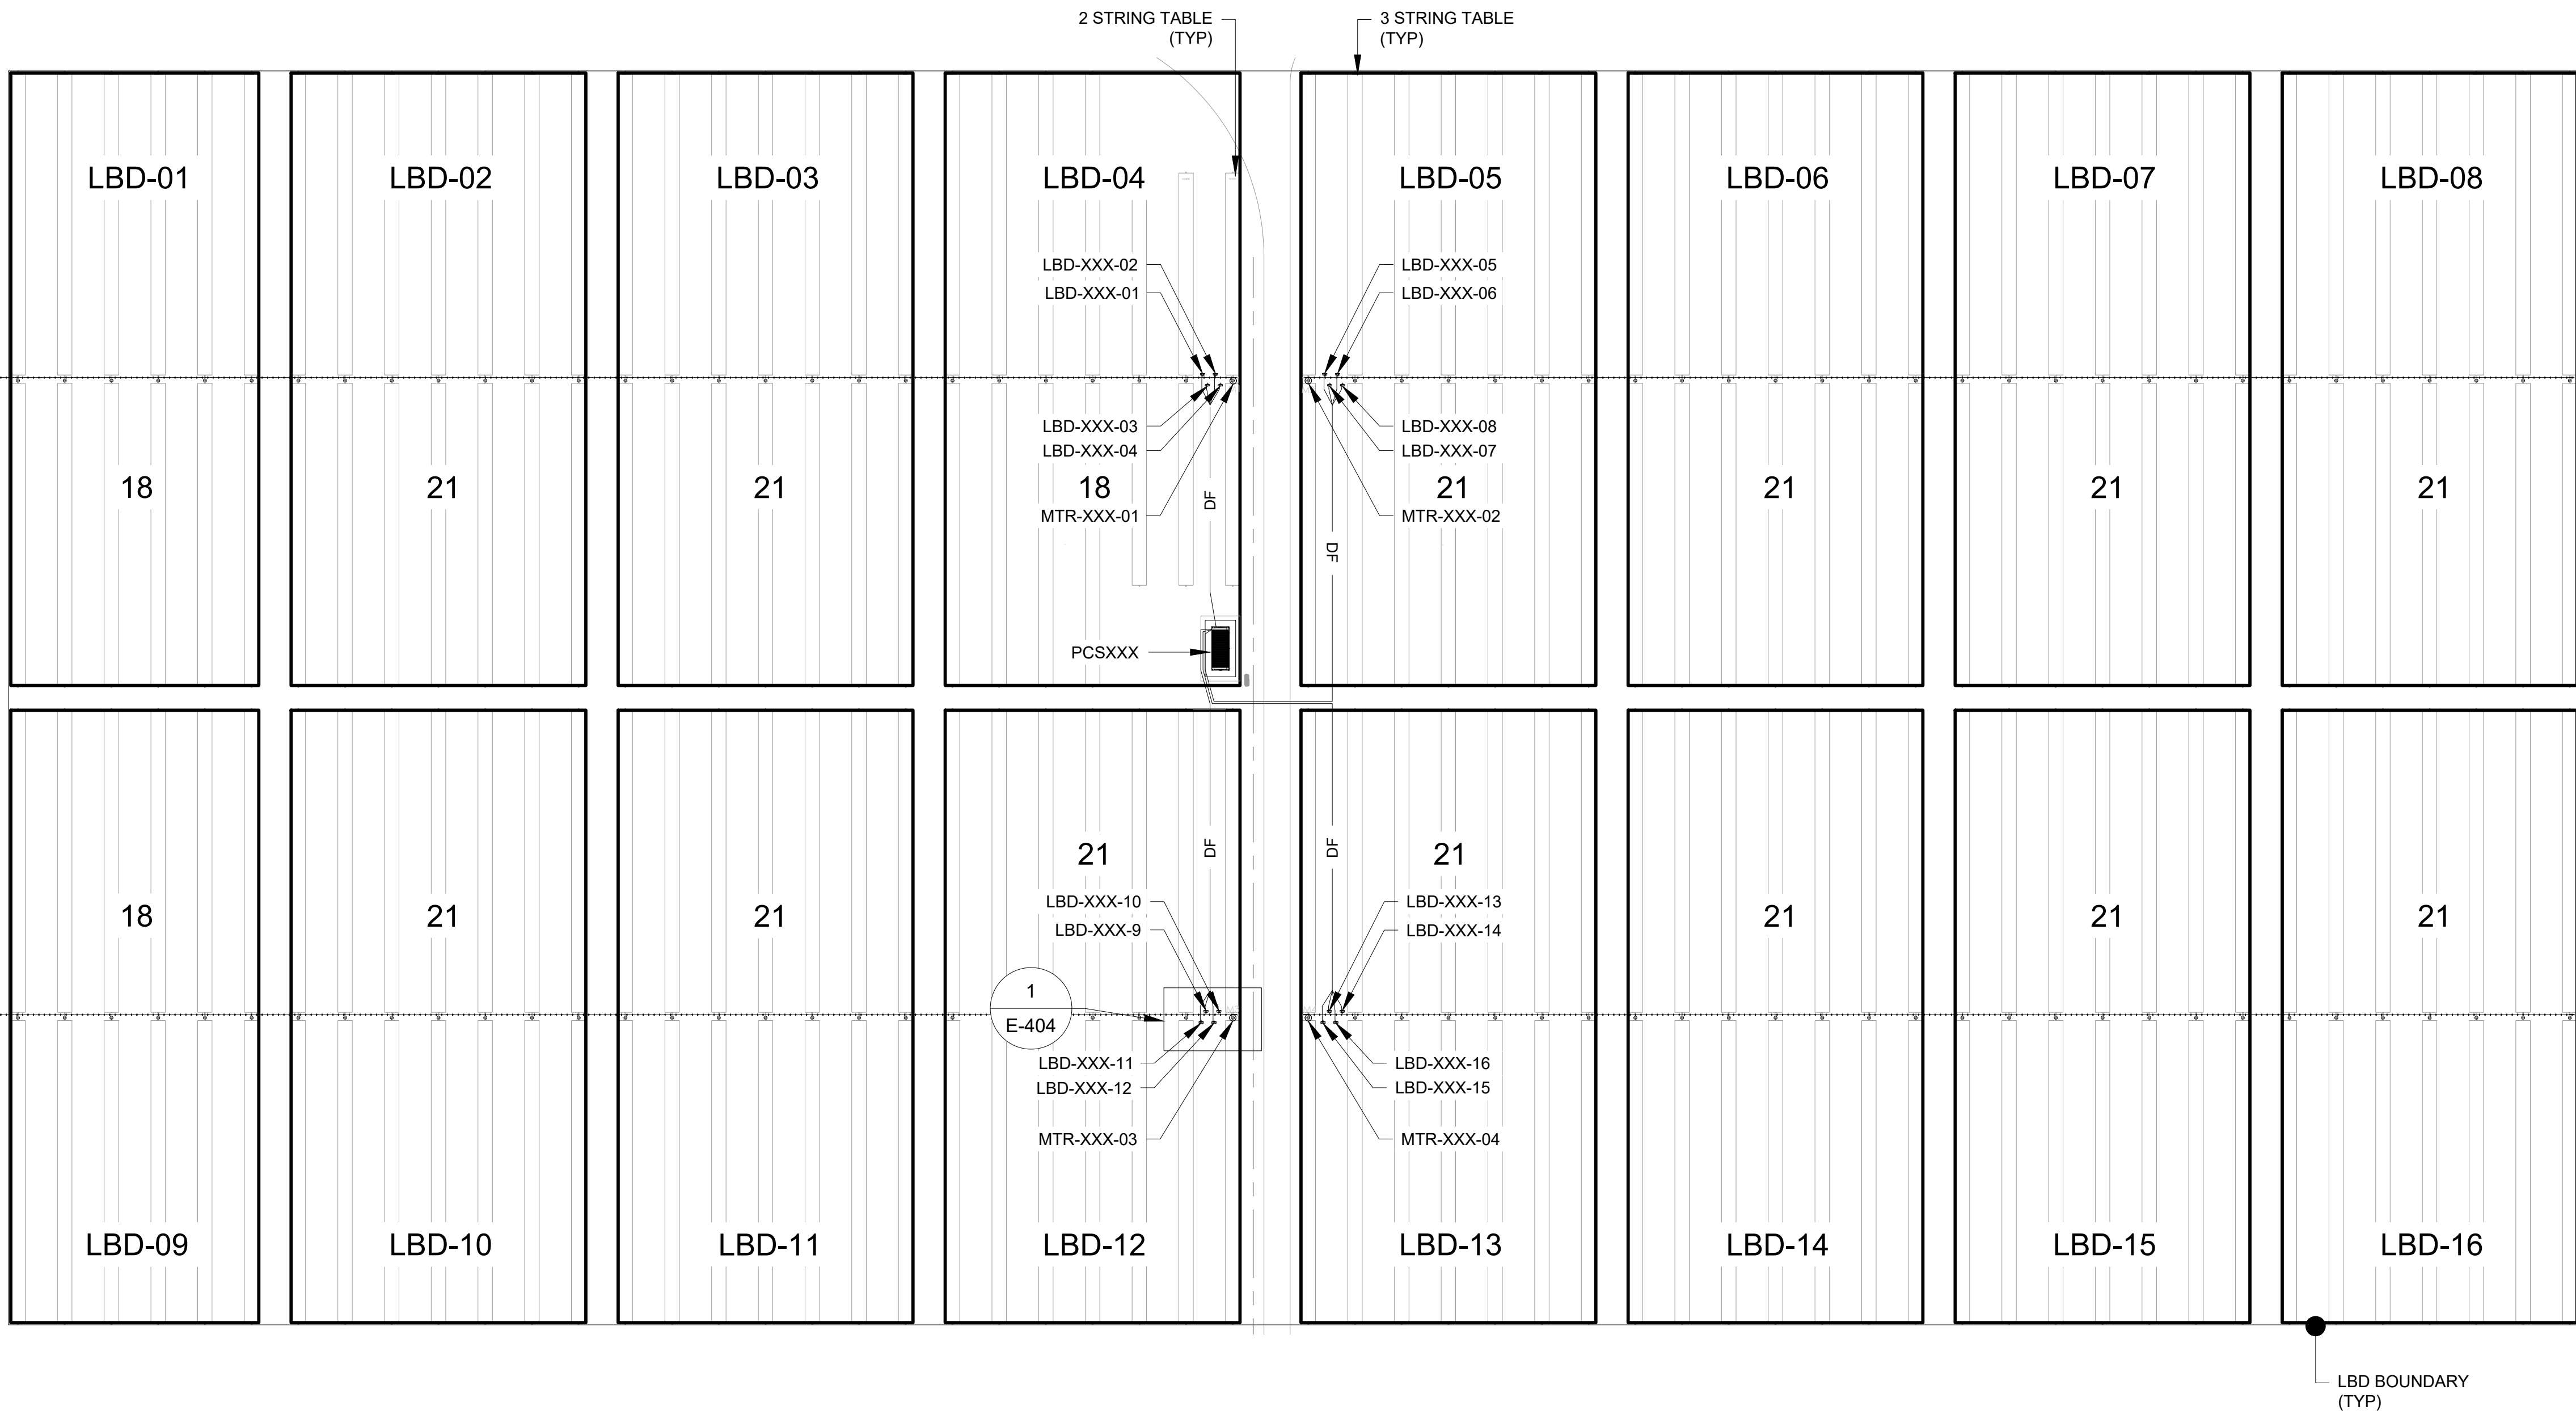 2 STRING TABLE
(TYP)
3 STRING TABLE
(TYP)
LBD-01
LBD-02
LBD-03
LBD-04
LBD-05
LBD-06
LBD-07
LBD-08
LBD-XXX-02
LBD-XXX-01
LBD-XXX-05
LBD-XXX-06
LBD-XXX-03
LBD-XXX-04
LBD-XXX-08
LBD-XXX-07
18
21
21
18
21
21
21
21
MTR-XXX-01
DF
MTR-XXX-02
DF
PCSXXX
DF
DF
21
21
18
21
21
21
21
21
LBD-XXX-10
LBD-XXX-9
LBD-XXX-13
LBD-XXX-14
1
E-404
LBD-XXX-11
LBD-XXX-12
LBD-XXX-16
LBD-XXX-15
MTR-XXX-03
MTR-XXX-04
LBD-09
LBD-10
LBD-11
LBD-12
LBD-13
LBD-14
LBD-15
LBD-16
LBD BOUNDARY
(TYP)